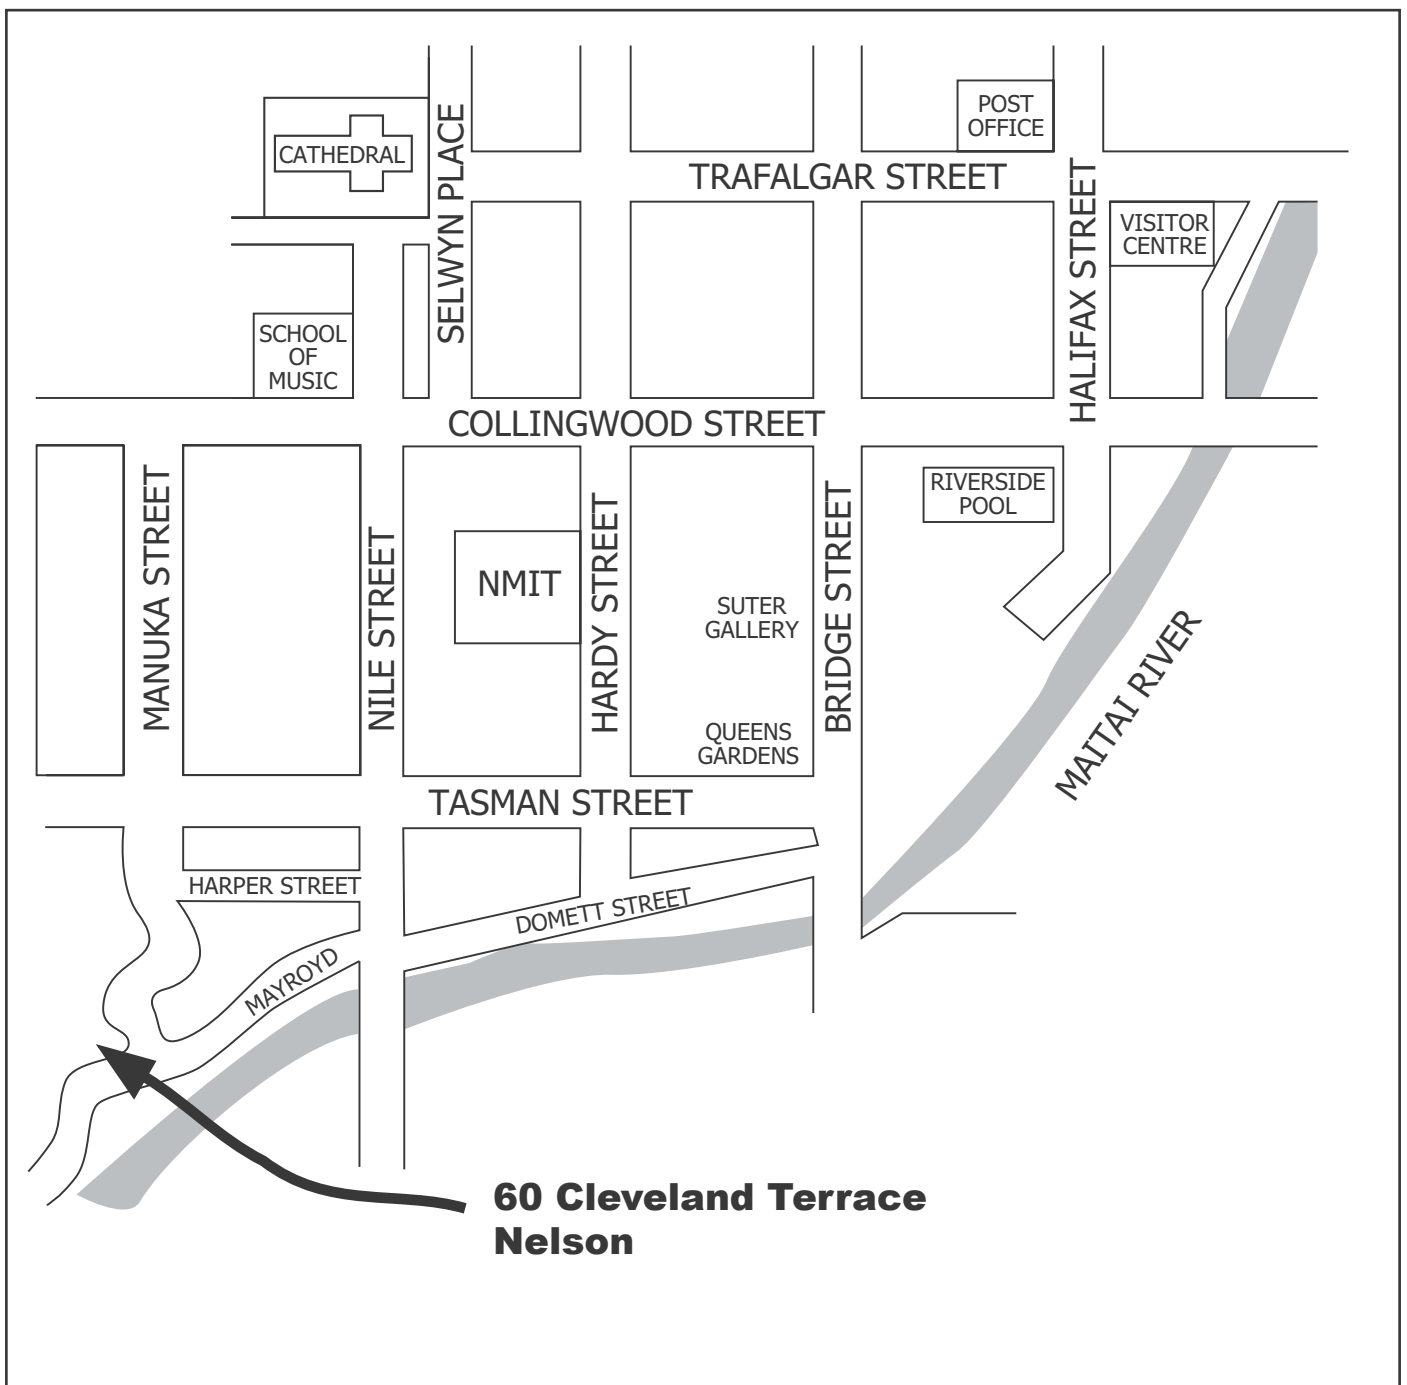 POST
OFFICE
CATHEDRAL
SELWYN PLACE
TRAFALGAR STREET
HALIFAX STREET
VISITOR
CENTRE
SCHOOL
OF
MUSIC
COLLINGWOOD STREET
MANUKA STREET
NILE STREET
NMIT
HARDY STREET
SUTER
GALLERY
QUEENS
GARDENS
BRIDGE STREET
RIVERSIDE
POOL
MAITAI RIVER
TASMAN STREET
HARPER STREET
DOMETT STREET
MAYROYD
60 Cleveland Terrace
Nelson